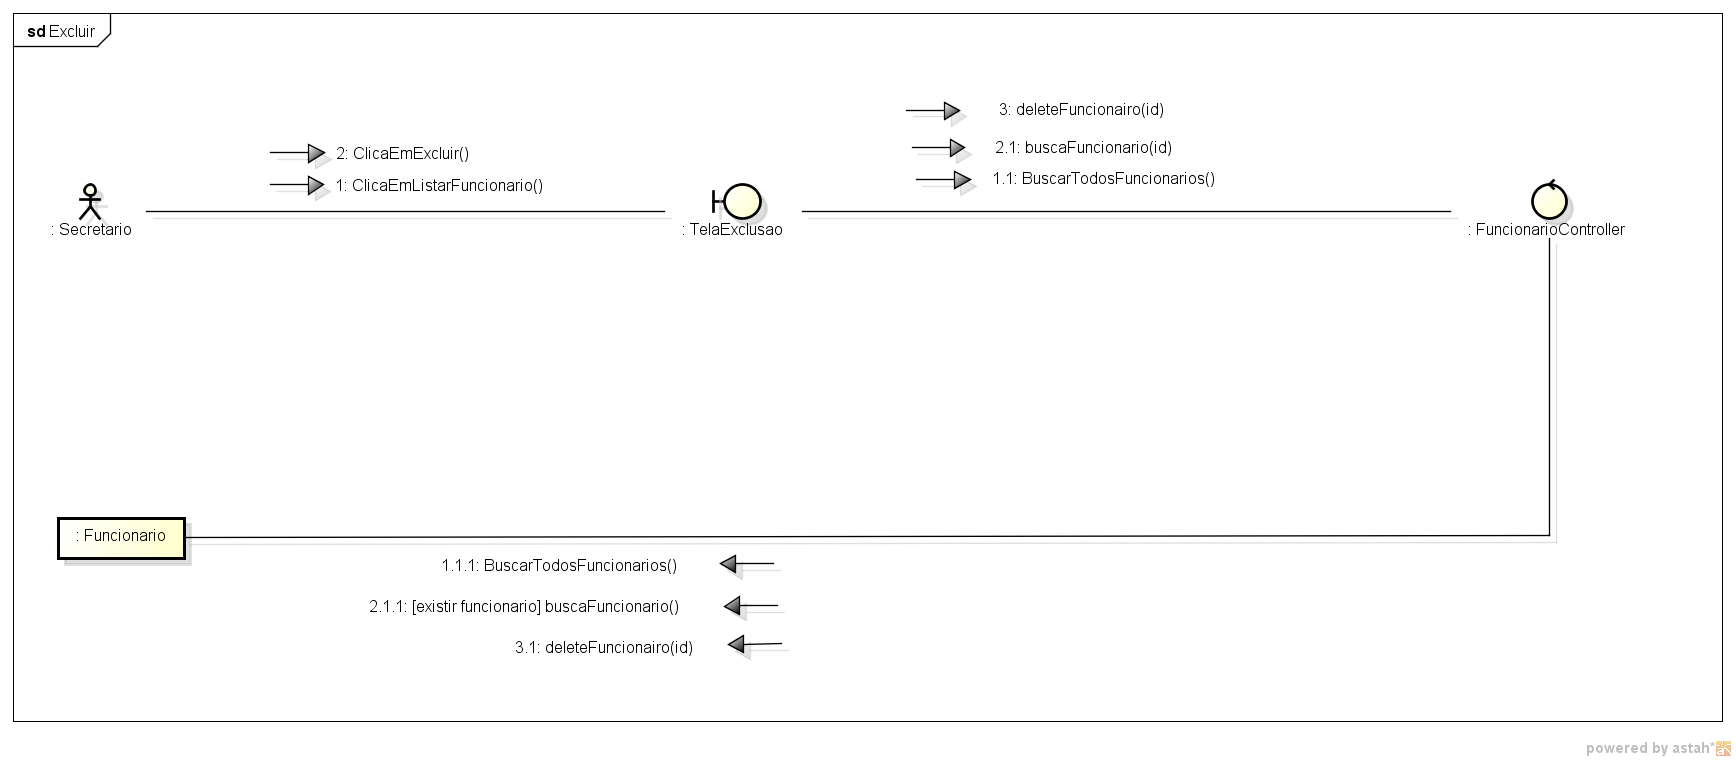 sd Excluir
3: deleteFuncionairo(id)
2: ClicaEmExcluir()
2.1: buscaFuncionario(id)
1: ClicaEmListarFuncionario()
1.1: BuscarTodosFuncionarios()
: Secretario
: TelaExclusao
: FuncionarioController
: Funcionario
1.1.1: BuscarTodosFuncionarios()
2.1.1: [existir funcionario] buscaFuncionario()
3.1: deleteFuncionairo(id)
powered by astah*